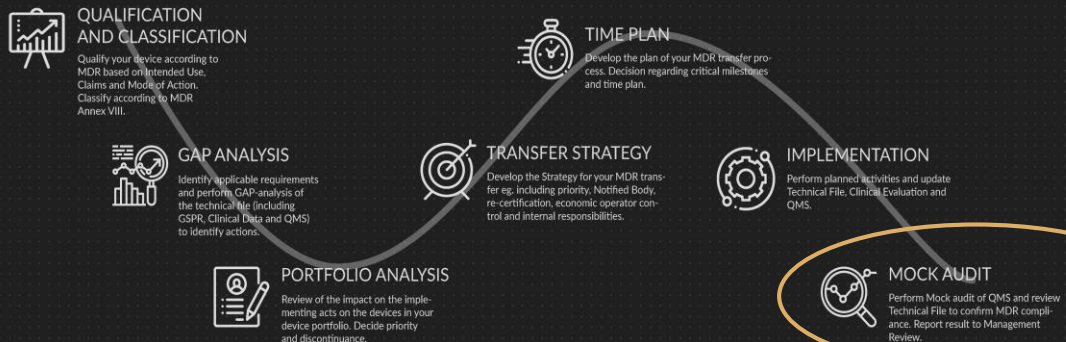 QUALIFICATION
AND CLASSIFICATION
Qualify your device according to
MDR based on Intended Use,
Claims and Mode of Action.
Classify according to MDR
Annex VIII.
GAP ANALYSIS
Identify applicable requirements
and perform GAP-analysis of
the technical file (including
GSPR, Clinical Data and QMS)
to identify actions.
PORTFOLIO ANALYSIS
Review of the impact on the imple-
menting acts on the devices in your
device portfolio. Decide priority
and discontinuance.
TRANSFER STRATEGY
Develop the Strategy for your MDR trans-
fer eg. including priority, Notified Body,
re-certification, economic operator con-
trol and internal responsibilities.
TIME PLAN
Develop the plan of your MDR transfer pro-
cess. Decision regarding critical milestones
and time plan.
IMPLEMENTATION
Perform planned activities and update
Technical File, Clinical Evaluation and
QMS.
MOCK AUDIT
Perform Mock audit of QMS and review
Technical File to confirm MDR compli-
ance. Report result to Management
Review.